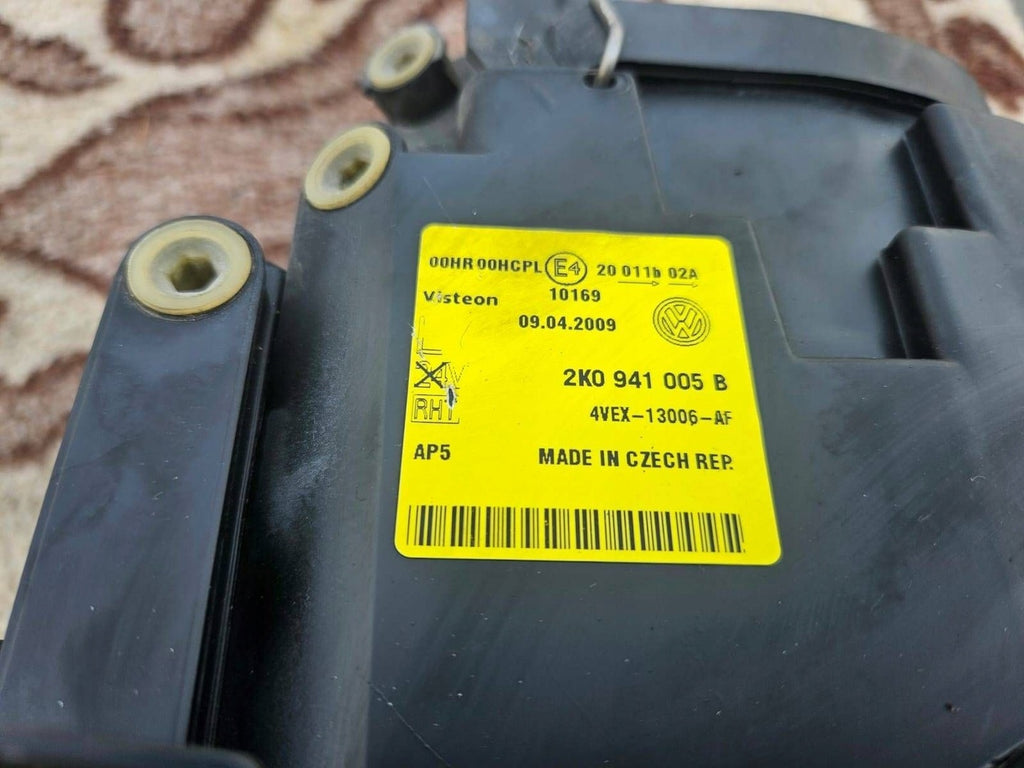 00HR 00HCPL E4 20 011b 02A
Visteon 10169
09.04.2009
24V
2K0 941 005 B
RHT
4VEX-13006-AF
AP5
MADE IN CZECH REP.